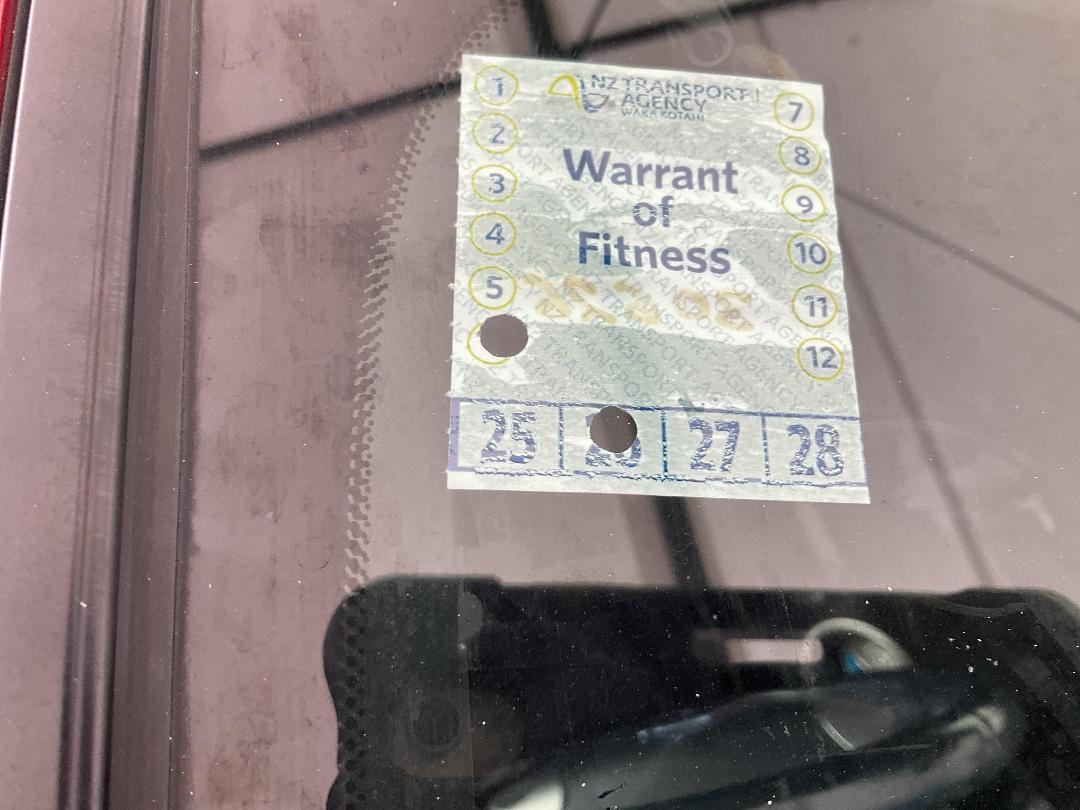 1
2
3
4
5
NZ TRANSPORT
AGENCY
WAKA KOTAHI
Warrant
of
Fitness
7
8
9
10
11
12
25 27 28